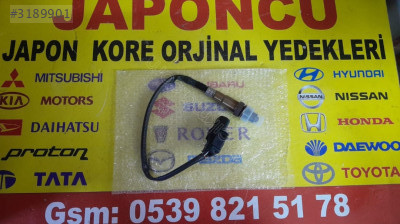 #3189901
JAPONCU
JAPON KORE ORJİNAL YEDEKLERİ
MITSUBISHI
KIA MOTORS
DAIHATSU
proton
TATA
SUBARU
SUZUKI
ROVER
MAZDA
HYUNDAI
NISSAN
HONDA
DAEWOO
TOYOTA
Gsm: 0539 821 51 78